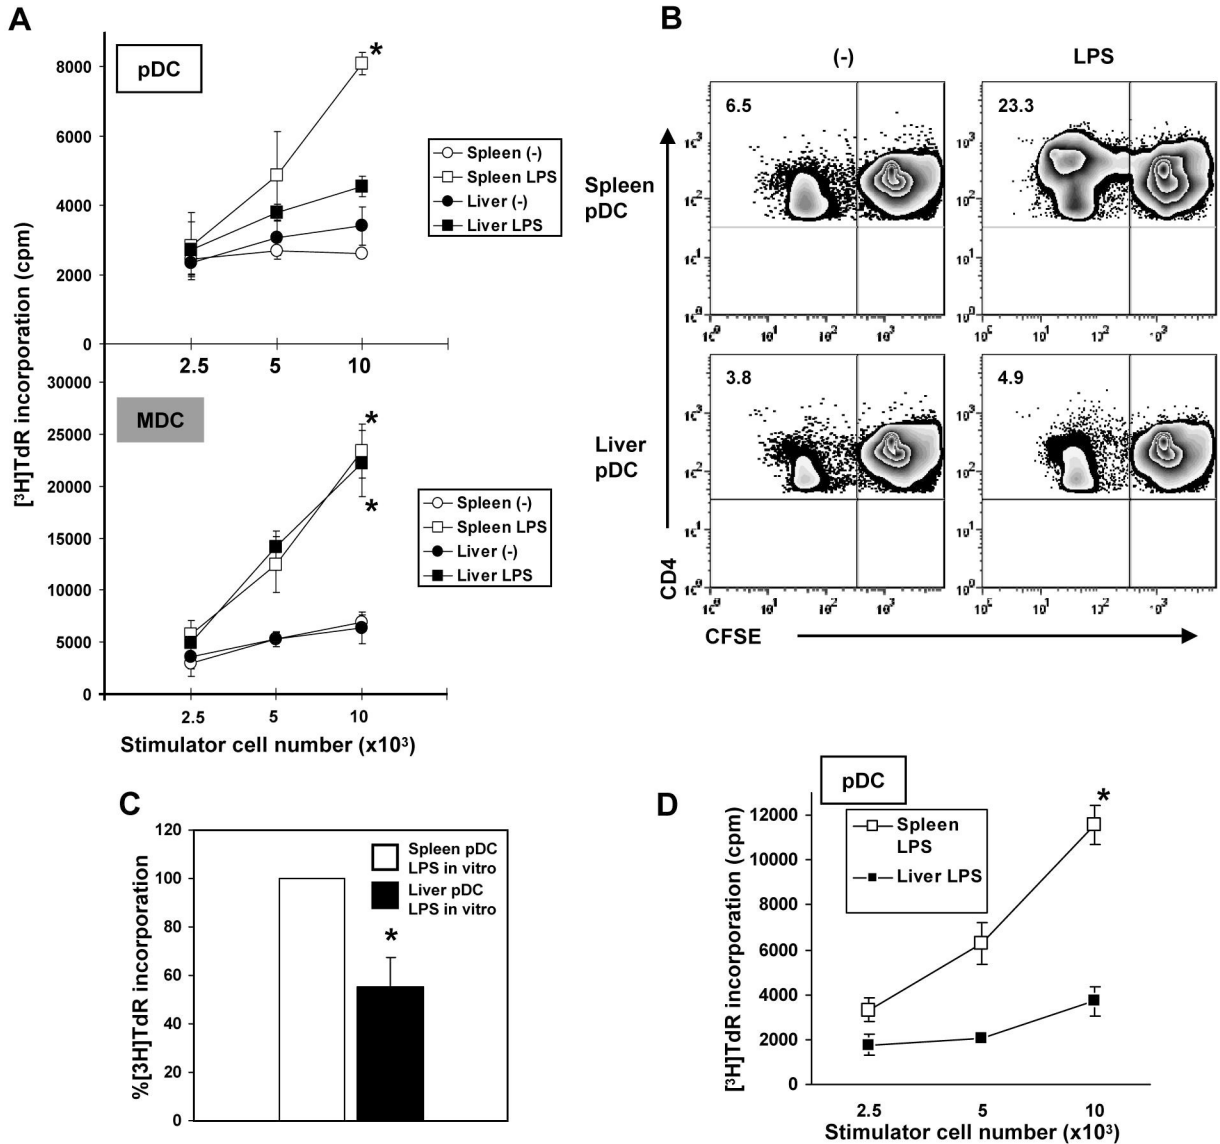 A
pDC
8000
6000
4000
2000
0
*
2.5
5
10
Spleen (-)
Spleen LPS
Liver (-)
Liver LPS
MDC
30000
25000
20000
15000
10000
5000
0
*
*
2.5
5
10
Spleen (-)
Spleen LPS
Liver (-)
Liver LPS
[³H]TdR incorporation (cpm)
Stimulator cell number (x10³)
B
(-)
LPS
Spleen
pDC
6.5
23.3
Liver
pDC
3.8
4.9
CD4
CFSE
C
120
100
80
60
40
20
0
%[3H]TdR incorporation
Spleen pDC
LPS in vitro
Liver pDC
LPS in vitro
*
D
pDC
Spleen
LPS
Liver LPS
*
12000
10000
8000
6000
4000
2000
0
[³H]TdR incorporation (cpm)
2.5
5
10
Stimulator cell number (x10³)